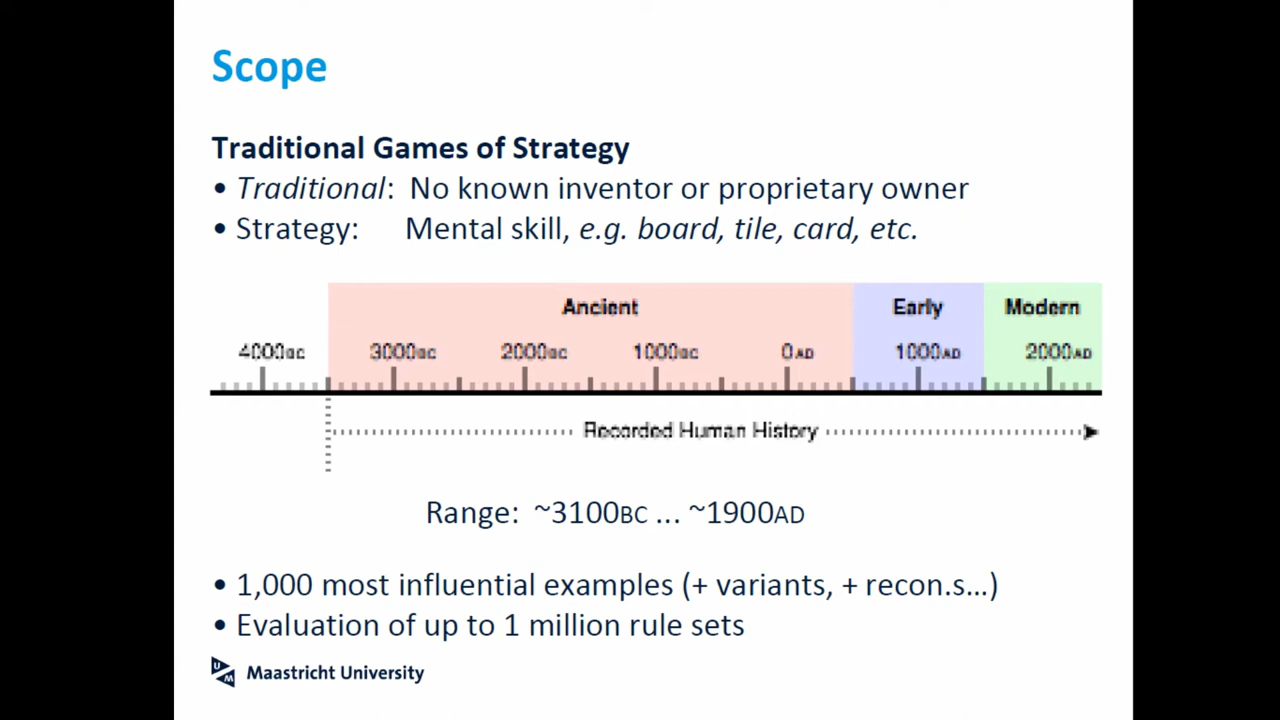 Scope
Traditional Games of Strategy
• Traditional: No known inventor or proprietary owner
• Strategy: Mental skill, e.g. board, tile, card, etc.
Ancient Early Modern
4000BC 3000BC 2000BC 1000BC 0AD 1000AD 2000AD
Recorded Human History
Range: ~3100BC ... ~1900AD
• 1,000 most influential examples (+ variants, + recon.s...)
• Evaluation of up to 1 million rule sets
UM Maastricht University